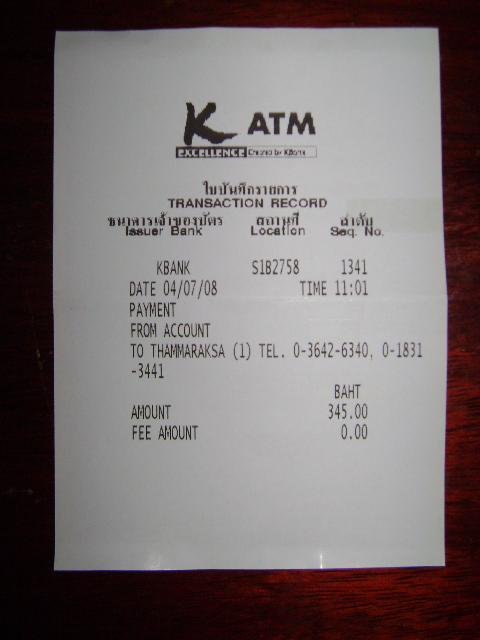 K ATM
EXCELLENCE Created by KBank
ใบบันทึกรายการ
TRANSACTION RECORD
ธนาคารเจ้าของบัตร สถานที่ ลำดับ
Issuer Bank Location Seq. No.
KBANK S1B2758 1341
DATE 04/07/08 TIME 11:01
PAYMENT
FROM ACCOUNT
TO THAMMARAKSA (1) TEL. 0-3642-6340, 0-1831
-3441
BAHT
AMOUNT 345.00
FEE AMOUNT 0.00